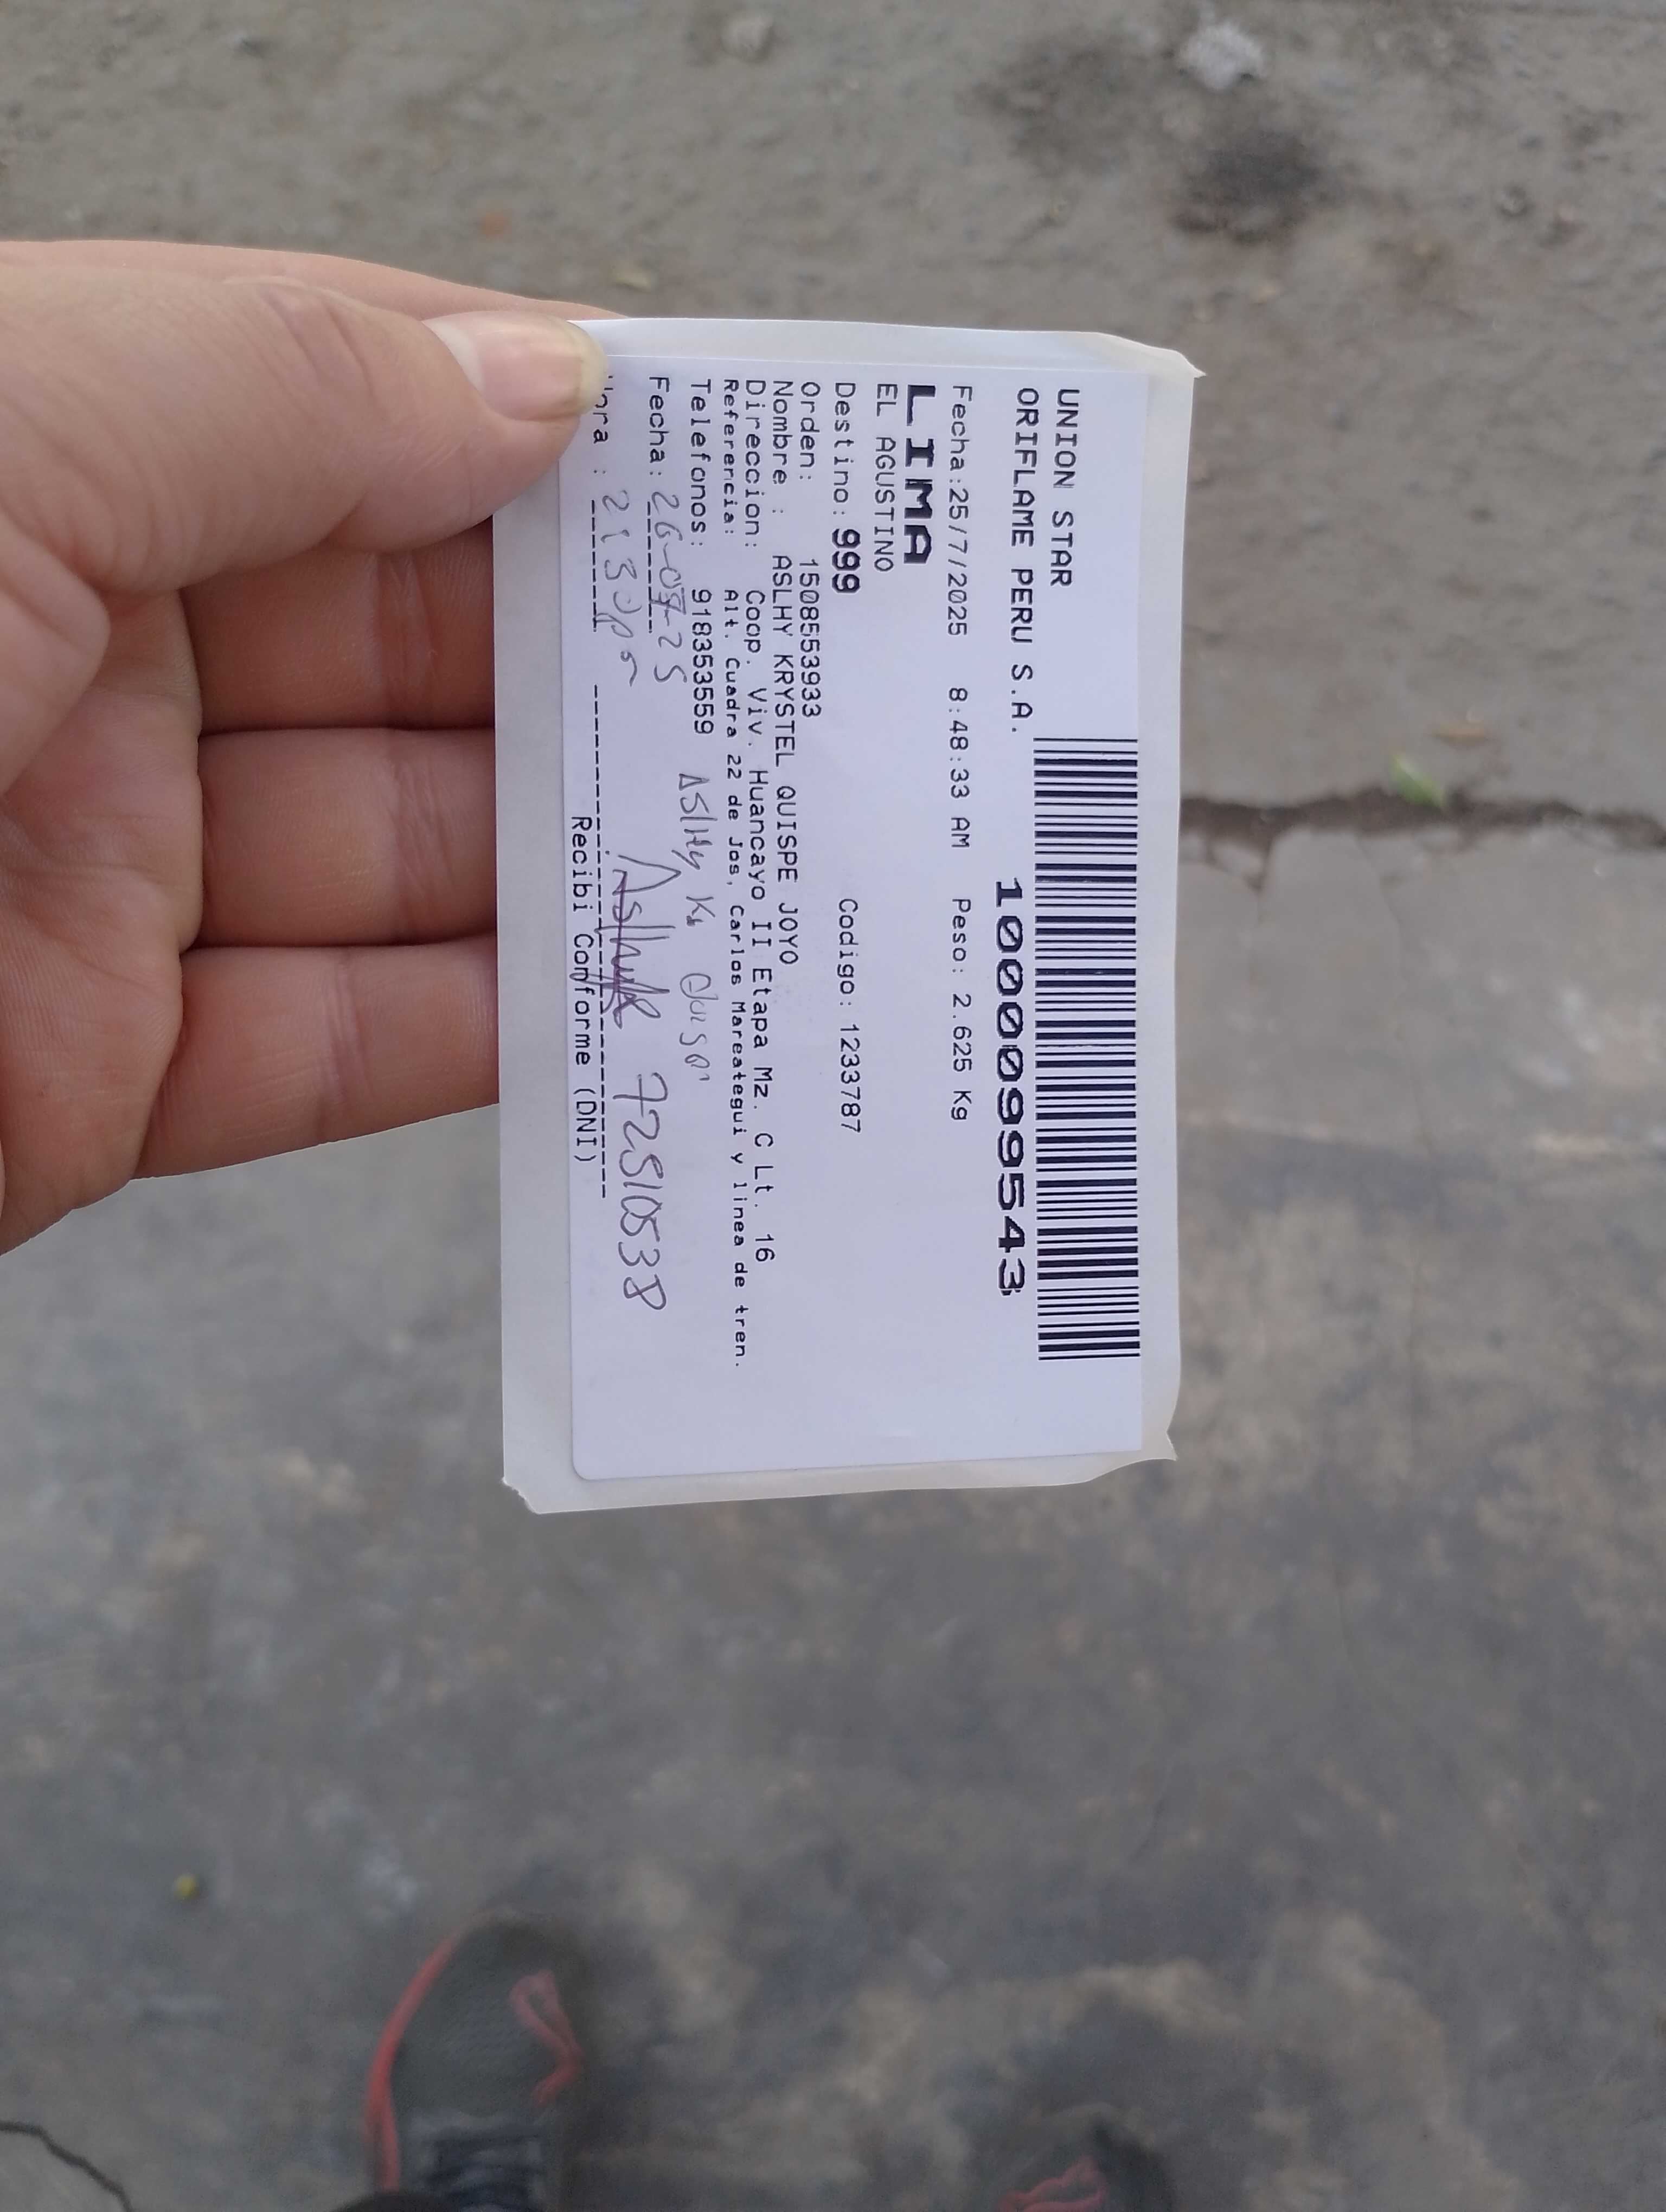 UNION STAR
ORIFLAME PERU S.A.
1000099543
Fecha:25/7/2025 8:48:33 AM Peso: 2.625 Kg
LIMA
EL AGUSTINO
Destino: 999 Codigo: 1233787
Orden: 1508553933
Nombre : ASLHY KRYSTEL QUISPE JOYO
Direccion: Coop. Viv. Huancayo II Etapa Mz. C Lt. 16
Referencia: Alt. Cuadra 22 de Jos, Carlos Mareategui y linea de tren.
Telefonos: 918353559
Fecha: 26-07-25 72510538
Recibi Conforme (DNI)